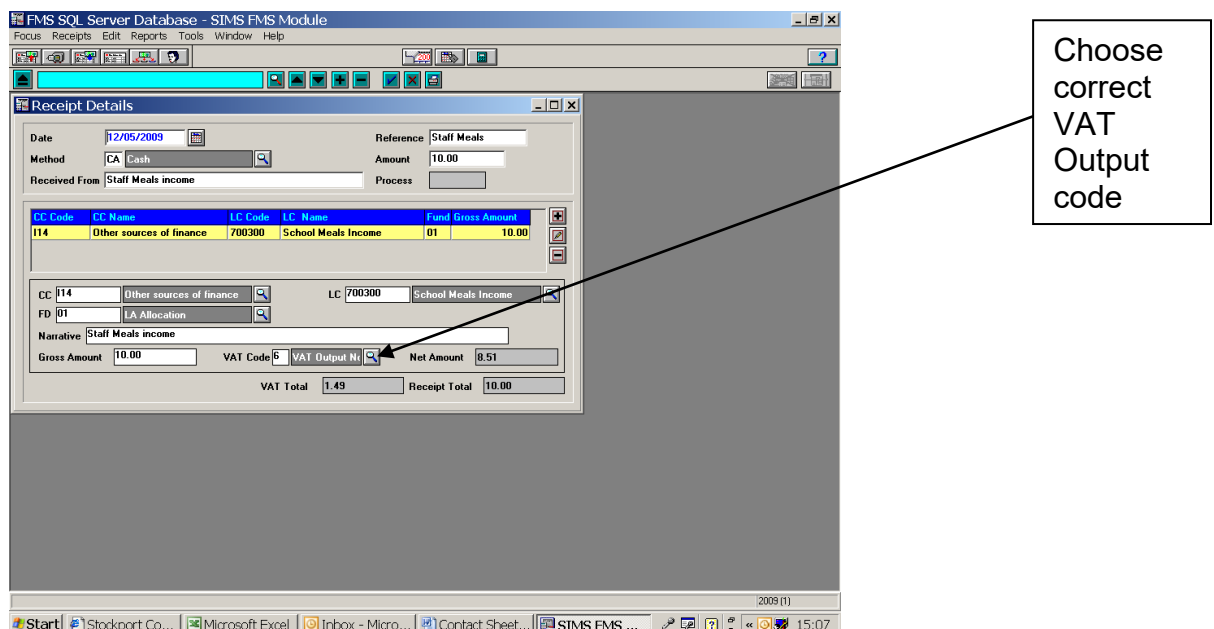 FMS SQL Server Database - SIMS FMS Module
Focus Receipts Edit Reports Tools Window Help
?
Receipt Details
Date 12/05/2009 Reference Staff Meals
Method CA Cash Amount 10.00
Received From Staff Meals income Process
CC Code CC Name LC Code LC Name Fund Gross Amount
I14 Other sources of finance 700300 School Meals Income 01 10.00
CC I14 Other sources of finance LC 700300 School Meals Income
FD 01 LA Allocation
Narrative Staff Meals income
Gross Amount 10.00 VAT Code 6 VAT Output Nc Net Amount 8.51
VAT Total 1.49 Receipt Total 10.00
2009 (1)
Start Stockport Co... Microsoft Excel Inbox - Micro... Contact Sheet... SIMS FMS ... ? « 15:07
Choose
correct
VAT
Output
code